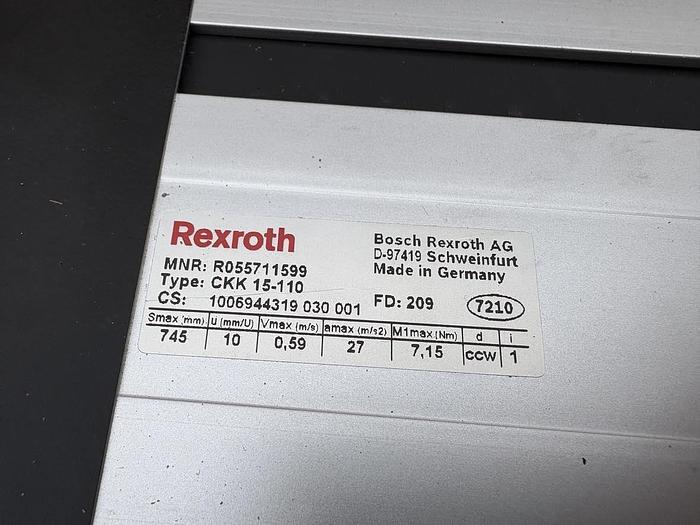 Rexroth
MNR: R055711599
Type: CKK 15-110
CS: 1006944319 030 001
Bosch Rexroth AG
D-97419 Schweinfurt
Made in Germany
FD: 209
7210
Smax (mm) u (mm/U) Vmax (m/s) amax (m/s2) M1max (Nm) d i
745 10 0,59 27 7,15 ccw 1